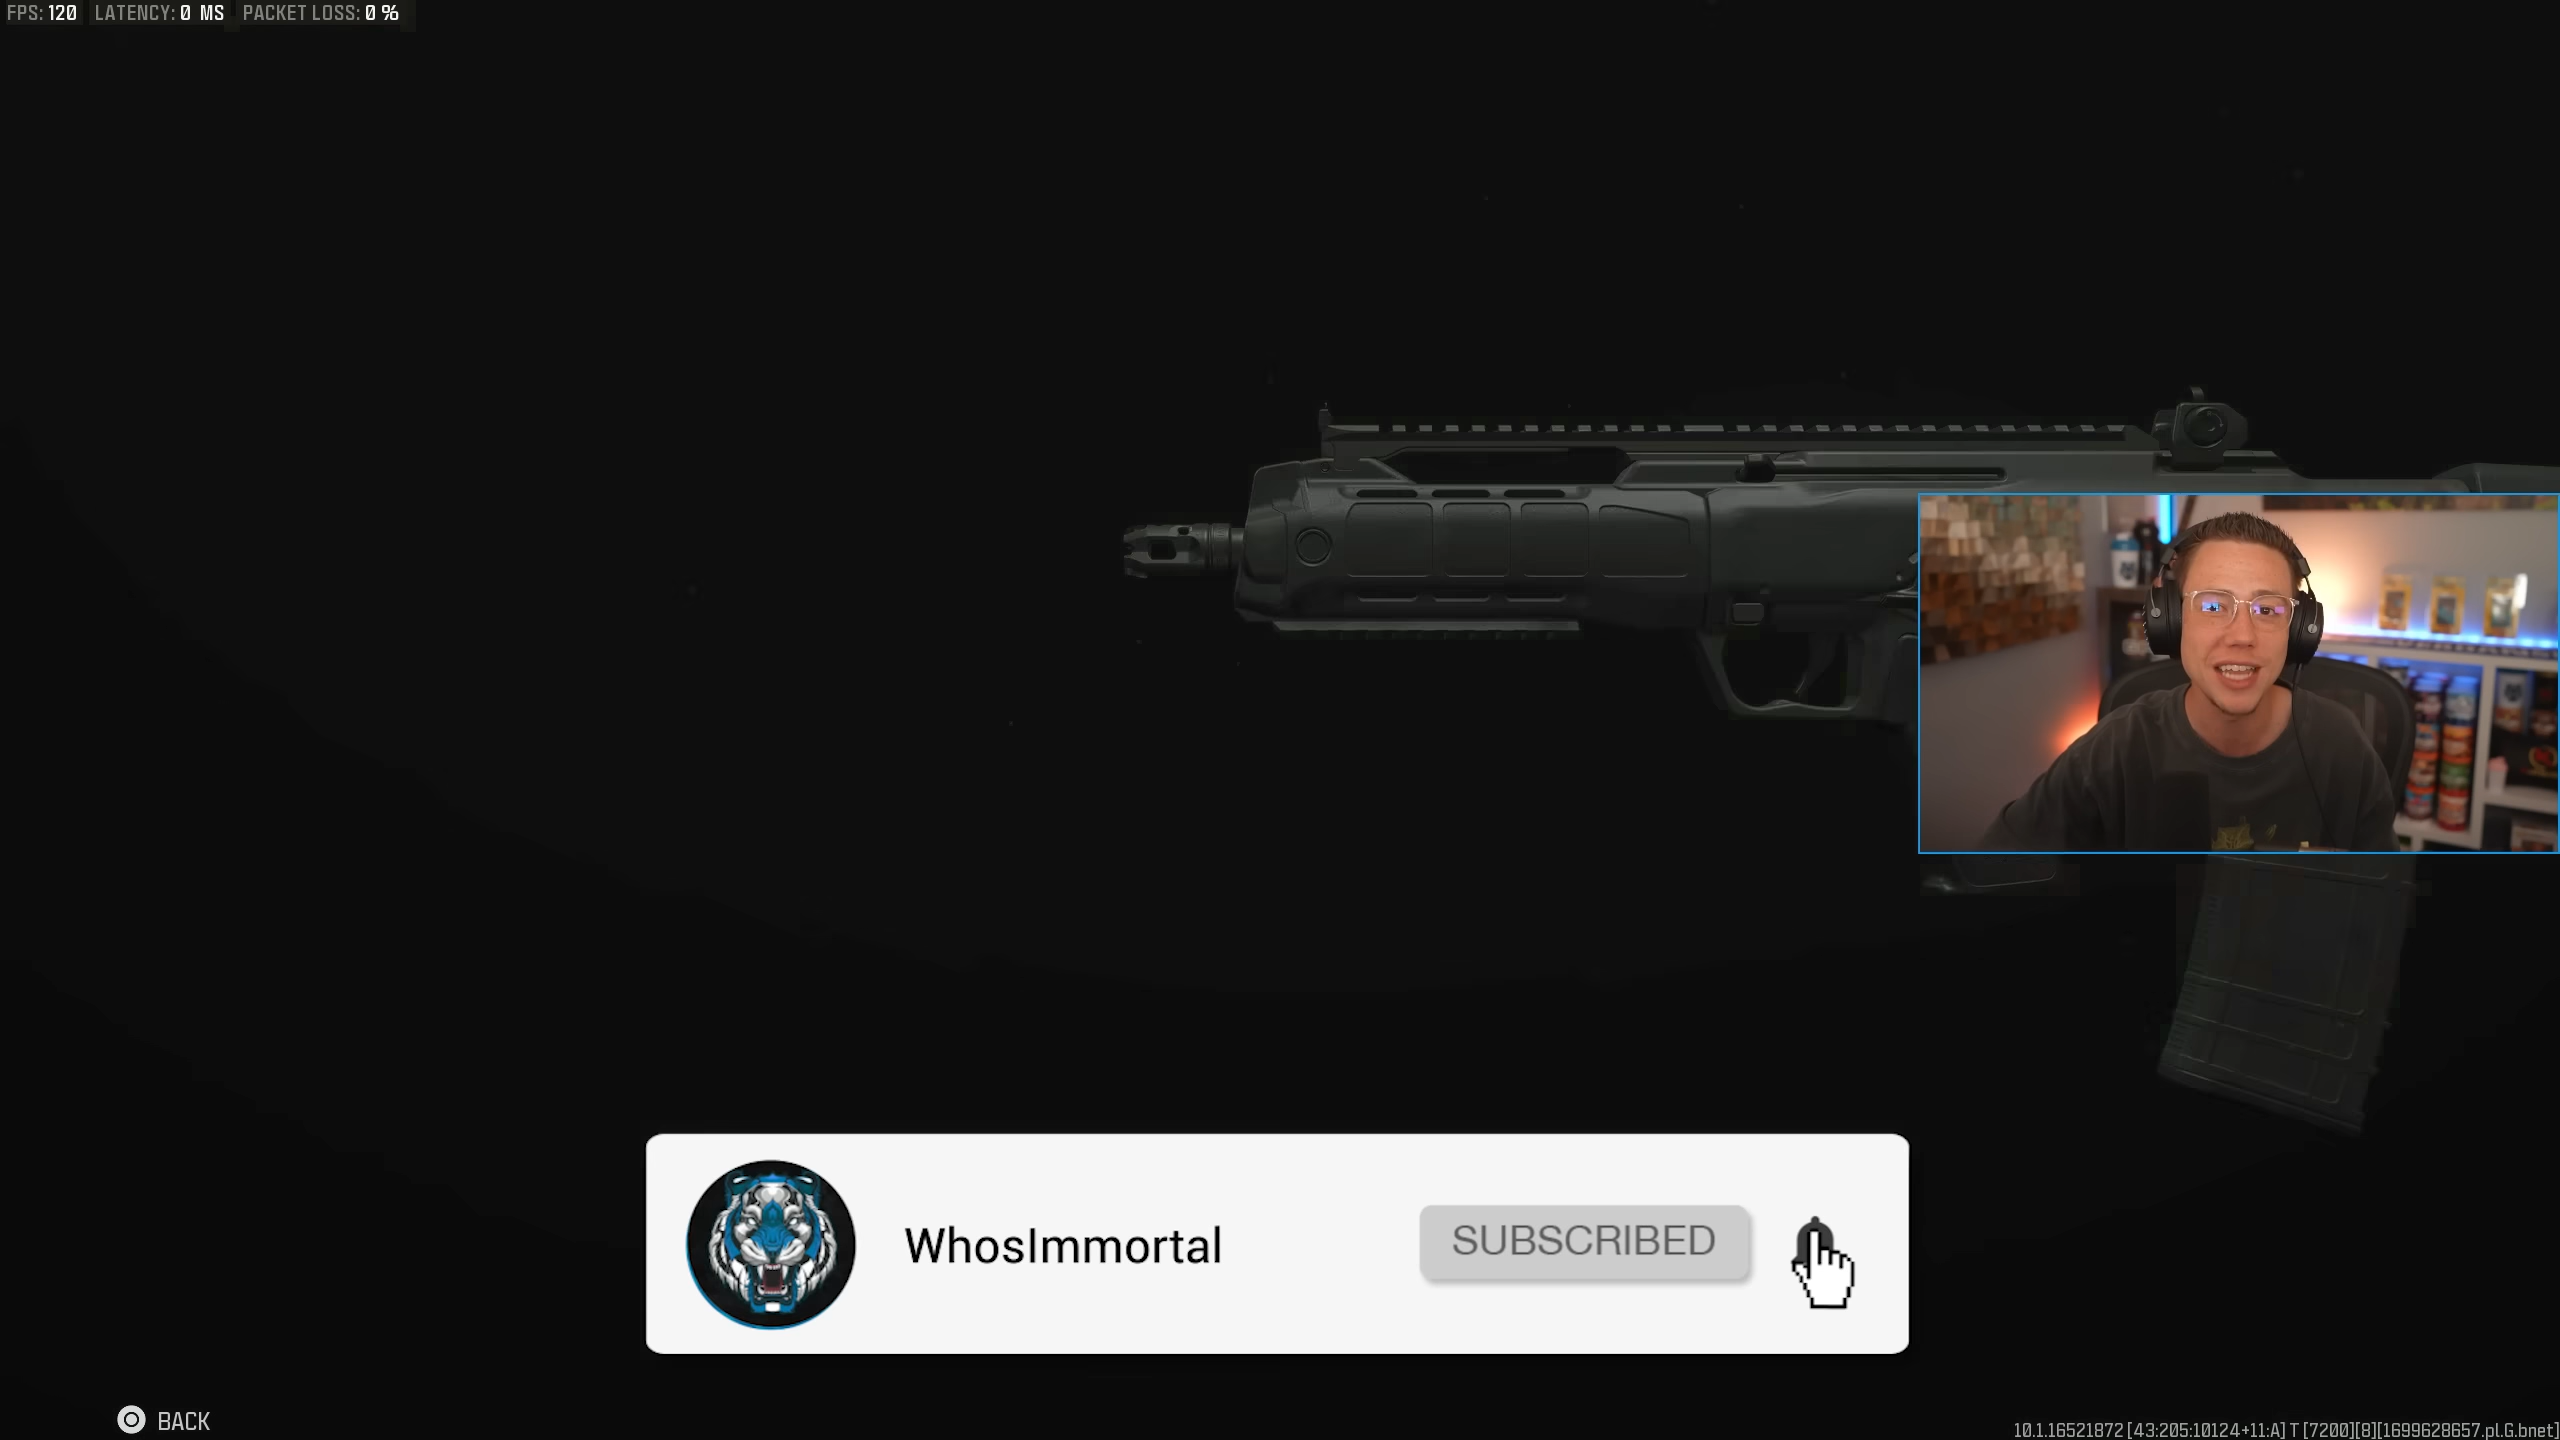 FPS: 120 LATENCY: 0 MS PACKET LOSS: 0 %
WhosImmortal
SUBSCRIBED
BACK
10.1.16521872 [43:205:10124+11:A] T [7200][8][1699628657.pl.G.bnet]